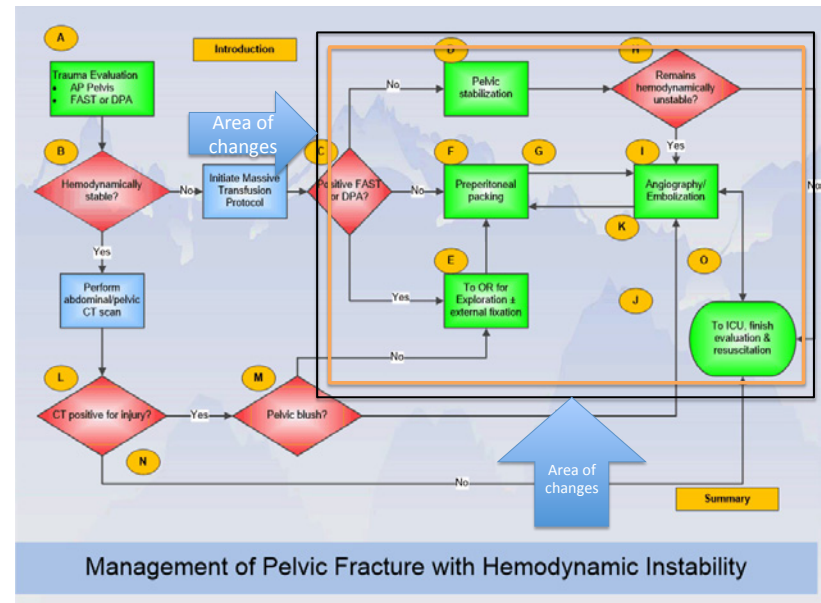 A
Introduction
Trauma Evaluation
• AP Pelvis
• FAST or DPA
Area of
changes
B
Hemodynamically
stable?
No
Initiate Massive
Transfusion
Protocol
C
Positive FAST
or DPA?
No
D
Pelvic
stabilization
H
Remains
hemodynamically
unstable?
Yes
No
No
F
Preperitoneal
packing
G
I
Angiography/
Embolization
K
O
Yes
E
To OR for
Exploration ±
external fixation
J
To ICU, finish
evaluation &
resuscitation
Yes
Perform
abdominal/pelvic
CT scan
No
L
CT positive for injury?
Yes
M
Pelvic blush?
N
No
Area of
changes
Summary
Management of Pelvic Fracture with Hemodynamic Instability